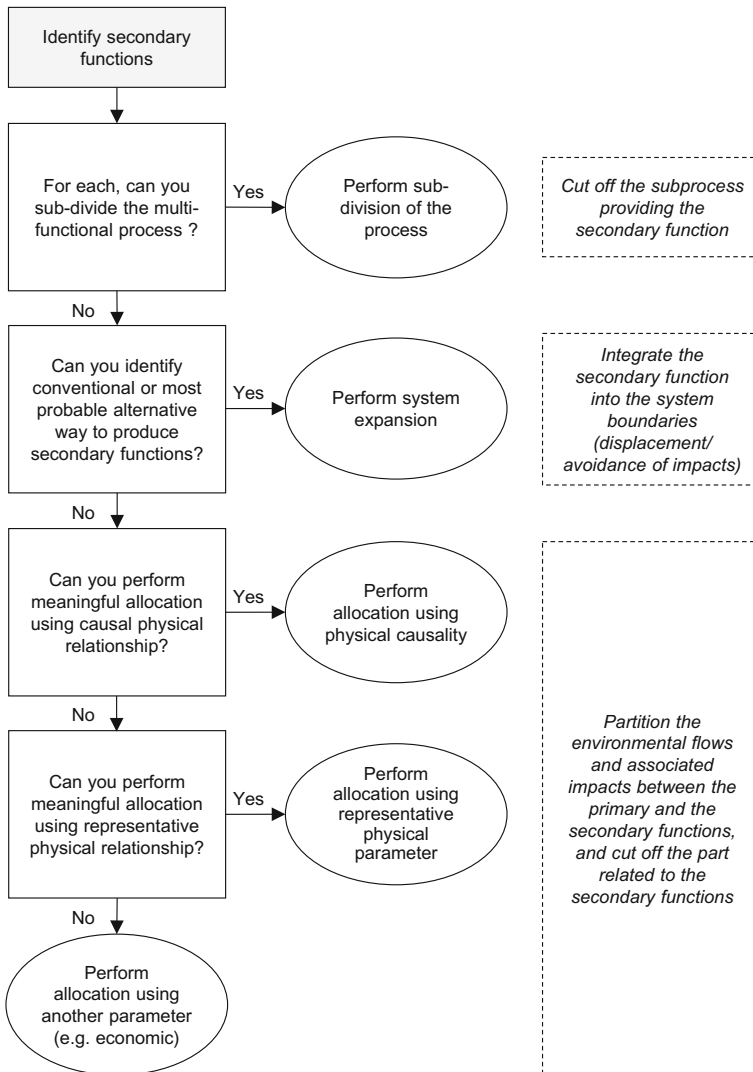 Identify secondary
functions
For each, can you
sub-divide the multi-
functional process ?
Yes
Perform sub-
division of the
process
Cut off the subprocess
providing the
secondary function
No
Can you identify
conventional or most
probable alternative
way to produce
secondary functions?
Yes
Perform system
expansion
Integrate the
secondary function
into the system
boundaries
(displacement/
avoidance of impacts)
No
Can you perform
meaningful allocation
using causal physical
relationship?
Yes
Perform
allocation using
physical causality
No
Can you perform
meaningful allocation
using representative
physical relationship?
Yes
Perform
allocation using
representative
physical
parameter
Partition the
environmental flows
and associated
impacts between the
primary and the
secondary functions,
and cut off the part
related to the
secondary functions
No
Perform
allocation using
another parameter
(e.g. economic)